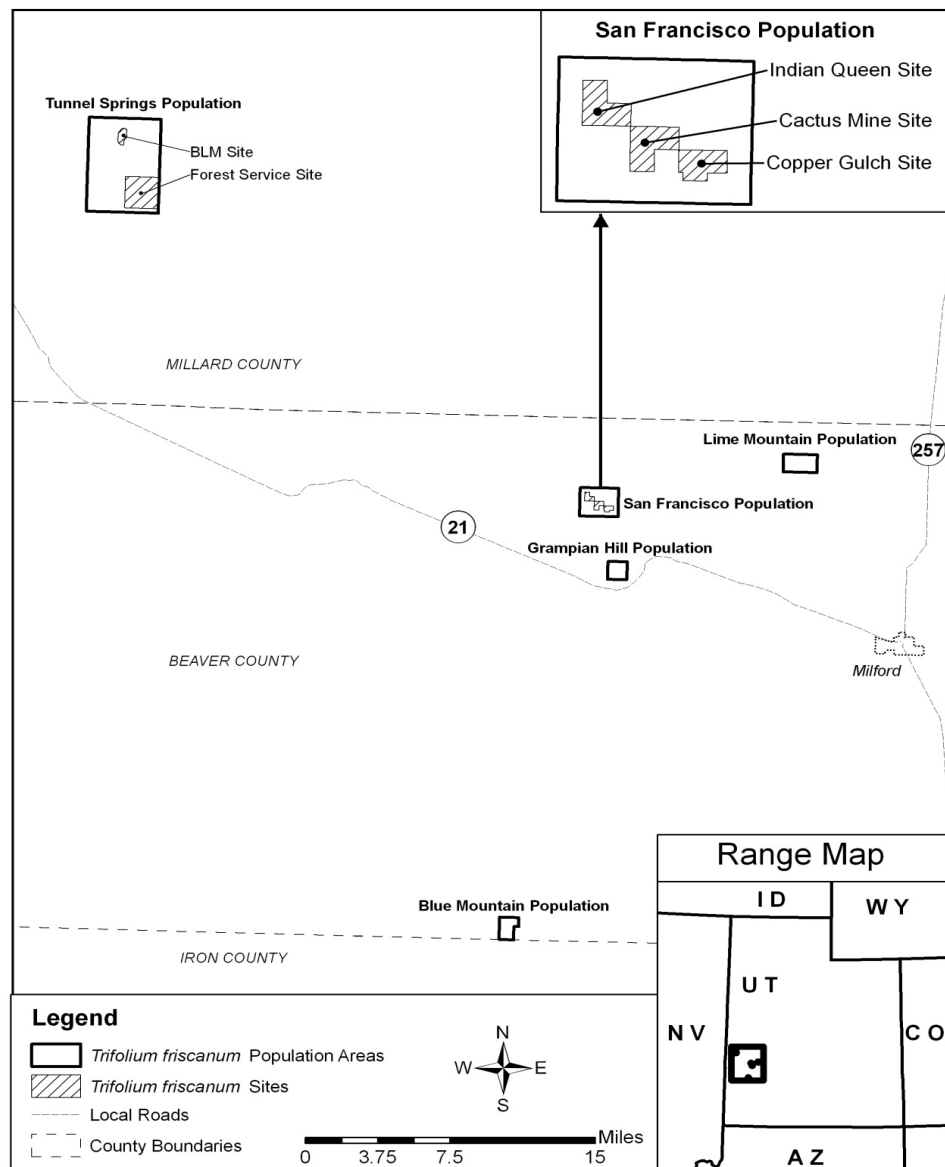 San Francisco Population
Indian Queen Site
Cactus Mine Site
Copper Gulch Site
Tunnel Springs Population
BLM Site
Forest Service Site
MILLARD COUNTY
Lime Mountain Population
257
San Francisco Population
21
Grampian Hill Population
BEAVER COUNTY
Milford
Blue Mountain Population
IRON COUNTY
Range Map
ID
WY
UT
NV
CO
AZ
Legend
Trifolium friscanum Population Areas
Trifolium friscanum Sites
Local Roads
County Boundaries
N
W E
S
Miles
0 3.75 7.5 15